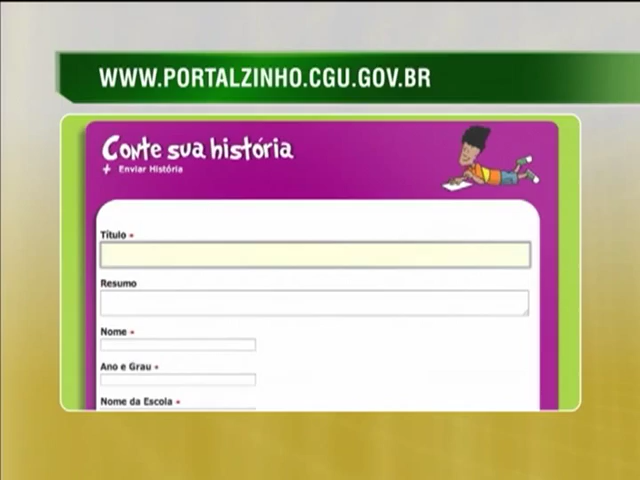 WWW.PORTALZINHO.CGU.GOV.BR
Conte sua história
+ Enviar História
Título *
Resumo
Nome *
Ano e Grau *
Nome da Escola *